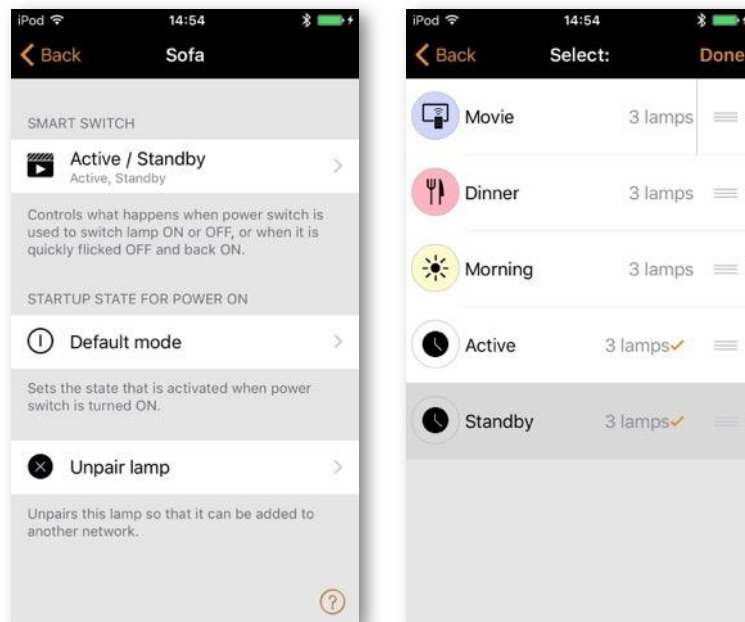 iPod 14:54
Back Sofa
SMART SWITCH
Active / Standby
Active, Standby
Controls what happens when power switch is
used to switch lamp ON or OFF, or when it is
quickly flicked OFF and back ON.
STARTUP STATE FOR POWER ON
Default mode
Sets the state that is activated when power
switch is turned ON.
Unpair lamp
Unpairs this lamp so that it can be added to
another network.
?
iPod 14:54
Back Select: Done
Movie 3 lamps
Dinner 3 lamps
Morning 3 lamps
Active 3 lamps
Standby 3 lamps